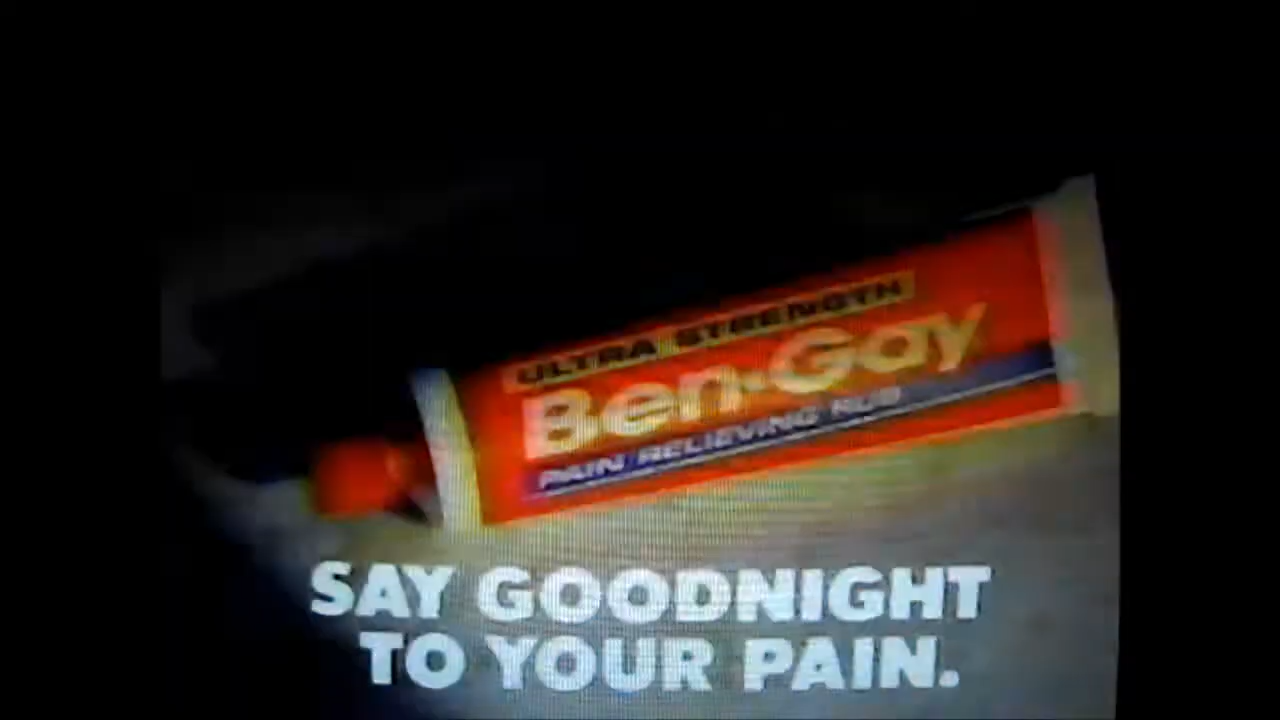 ULTRA STRENGTH
Ben-Gay
PAIN RELIEVING RUB
SAY GOODNIGHT
TO YOUR PAIN.